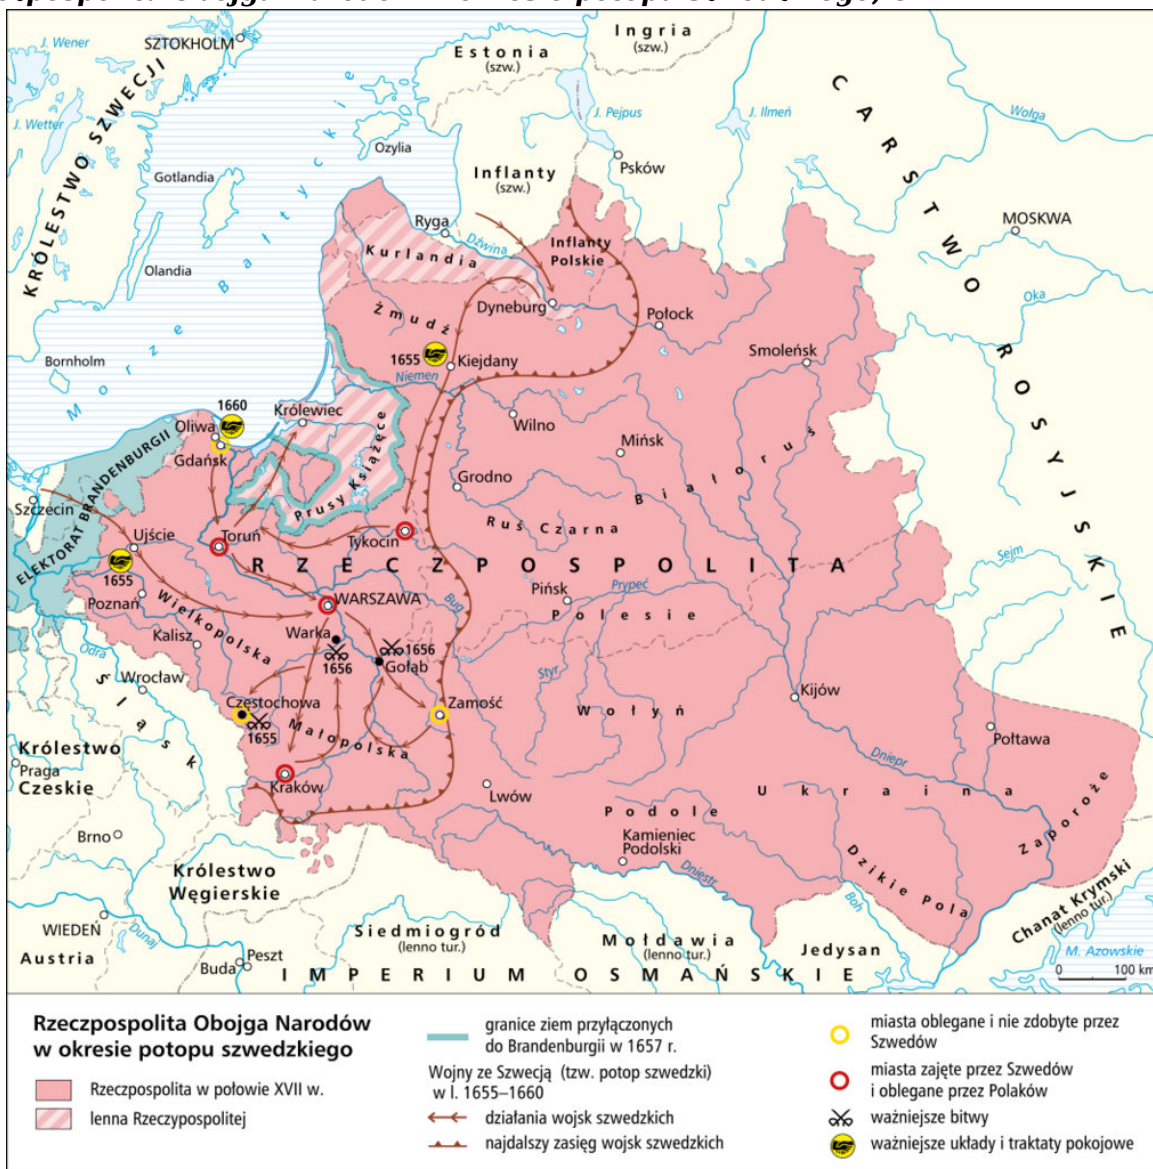 J. Wener
SZTOKHOLM
KRÓLESTWO SZWECJI
J. Wetter
Gotlandia
Olandia
Bornholm
Morze Bałtyckie
Estonia
(szw.)
Ingria
(szw.)
Ozylia
J. Pejpus
J. Ilmeń
Wołga
Psków
Inflanty
(szw.)
CARSTWO ROSYJSKIE
MOSKWA
Oka
Ryga
Dźwina
Kurlandia
Inflanty
Polskie
Dyneburg
Połock
Żmudź
1655
Kiejdany
Niemen
Smoleńsk
1660
Oliwa
Gdańsk
Królewiec
Wilno
Mińsk
Białoruś
Grodno
Prusy Książęce
ELEKTORAT BRANDENBURGII
Szczecin
Ujście
1655
Poznań
Toruń
Tykocin
Ruś Czarna
RZECZPOSPOLITA
Sejm
WARSZAWA
Bug
Pińsk
Prypeć
Polesie
Wielkopolska
Kalisz
Warka
1656
1656
Gołąb
Styr
Odra
Wrocław
Śląsk
Częstochowa
1655
Zamość
Wołyń
Kijów
Połtawa
Małopolska
Królestwo
Czeskie
Praga
Kraków
Lwów
Dniepr
Podole
Ukraina
Zaporoże
Brno
Kamieniec
Podolski
Dniestr
Dzikie Pola
Boh
Królestwo
Węgierskie
WIEDEŃ
Dunaj
Austria
Buda
Peszt
Siedmiogród
(lenno tur.)
Mołdawia
(lenno tur.)
Jedysan
Chanat Krymski
(lenno tur.)
M. Azowskie
IMPERIUM OSMAŃSKIE
0 100 km
Rzeczpospolita Obojga Narodów
w okresie potopu szwedzkiego
Rzeczpospolita w połowie XVII w.
lenna Rzeczypospolitej
granice ziem przyłączonych
do Brandenburgii w 1657 r.
Wojny ze Szwecją (tzw. potop szwedzki)
w l. 1655–1660
działania wojsk szwedzkich
najdalszy zasięg wojsk szwedzkich
miasta oblegane i nie zdobyte przez
Szwedów
miasta zajęte przez Szwedów
i oblegane przez Polaków
ważniejsze bitwy
ważniejsze układy i traktaty pokojowe